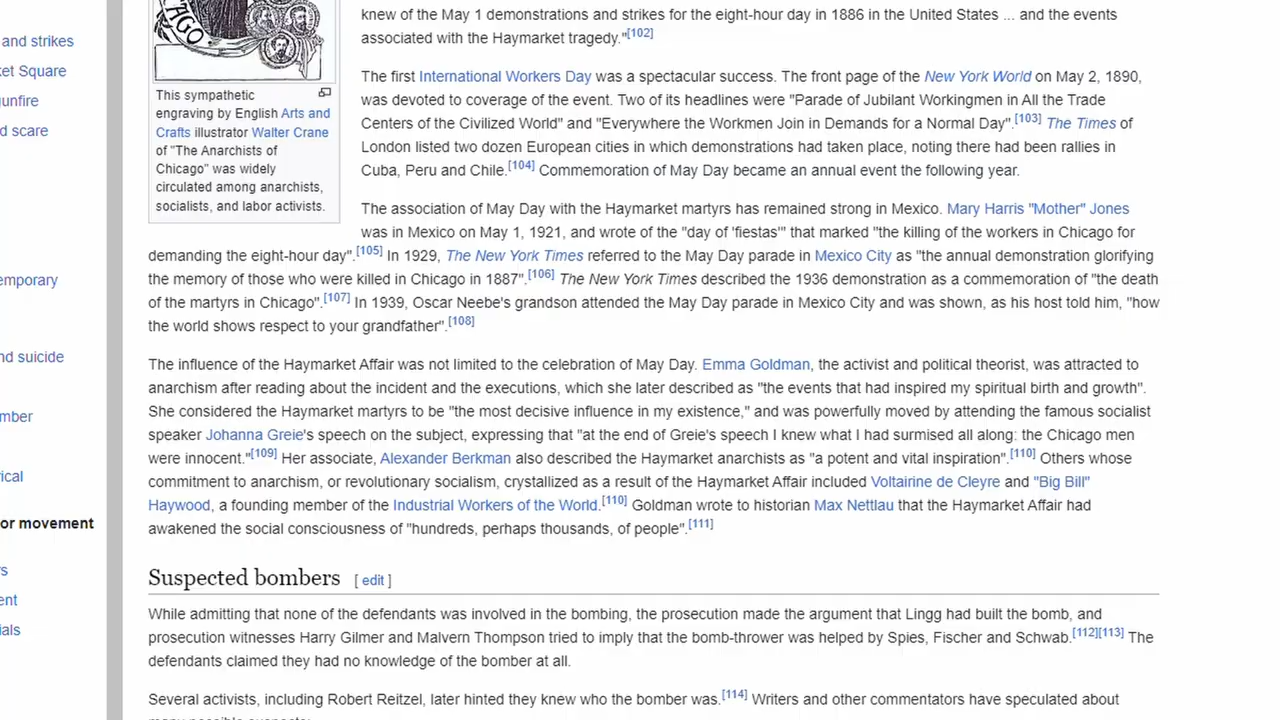 and strikes
ket Square
unfire
d scare
emporary
nd suicide
mber
rical
or movement
rs
ent
ials
AGO
This sympathetic
engraving by English Arts and
Crafts illustrator Walter Crane
of "The Anarchists of
Chicago" was widely
circulated among anarchists,
socialists, and labor activists.
knew of the May 1 demonstrations and strikes for the eight-hour day in 1886 in the United States ... and the events
associated with the Haymarket tragedy."[102]
The first International Workers Day was a spectacular success. The front page of the New York World on May 2, 1890,
was devoted to coverage of the event. Two of its headlines were "Parade of Jubilant Workingmen in All the Trade
Centers of the Civilized World" and "Everywhere the Workmen Join in Demands for a Normal Day".[103] The Times of
London listed two dozen European cities in which demonstrations had taken place, noting there had been rallies in
Cuba, Peru and Chile.[104] Commemoration of May Day became an annual event the following year.
The association of May Day with the Haymarket martyrs has remained strong in Mexico. Mary Harris "Mother" Jones
was in Mexico on May 1, 1921, and wrote of the "day of 'fiestas'" that marked "the killing of the workers in Chicago for
demanding the eight-hour day".[105] In 1929, The New York Times referred to the May Day parade in Mexico City as "the annual demonstration glorifying
the memory of those who were killed in Chicago in 1887".[106] The New York Times described the 1936 demonstration as a commemoration of "the death
of the martyrs in Chicago".[107] In 1939, Oscar Neebe's grandson attended the May Day parade in Mexico City and was shown, as his host told him, "how
the world shows respect to your grandfather".[108]
The influence of the Haymarket Affair was not limited to the celebration of May Day. Emma Goldman, the activist and political theorist, was attracted to
anarchism after reading about the incident and the executions, which she later described as "the events that had inspired my spiritual birth and growth".
She considered the Haymarket martyrs to be "the most decisive influence in my existence," and was powerfully moved by attending the famous socialist
speaker Johanna Greie's speech on the subject, expressing that "at the end of Greie's speech I knew what I had surmised all along: the Chicago men
were innocent."[109] Her associate, Alexander Berkman also described the Haymarket anarchists as "a potent and vital inspiration".[110] Others whose
commitment to anarchism, or revolutionary socialism, crystallized as a result of the Haymarket Affair included Voltairine de Cleyre and "Big Bill"
Haywood, a founding member of the Industrial Workers of the World.[110] Goldman wrote to historian Max Nettlau that the Haymarket Affair had
awakened the social consciousness of "hundreds, perhaps thousands, of people".[111]
Suspected bombers [ edit ]
While admitting that none of the defendants was involved in the bombing, the prosecution made the argument that Lingg had built the bomb, and
prosecution witnesses Harry Gilmer and Malvern Thompson tried to imply that the bomb-thrower was helped by Spies, Fischer and Schwab.[112][113] The
defendants claimed they had no knowledge of the bomber at all.
Several activists, including Robert Reitzel, later hinted they knew who the bomber was.[114] Writers and other commentators have speculated about
many possible suspects: